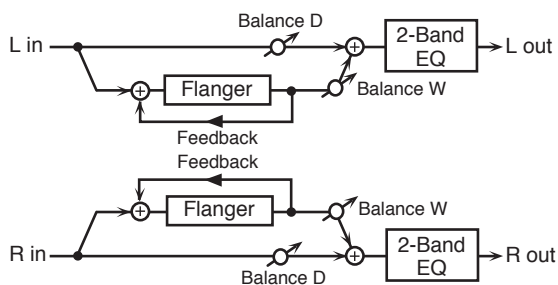 Balance D
L in
2-Band
EQ
L out
Flanger
Balance W
Feedback
Feedback
Flanger
Balance W
R in
2-Band
EQ
R out
Balance D